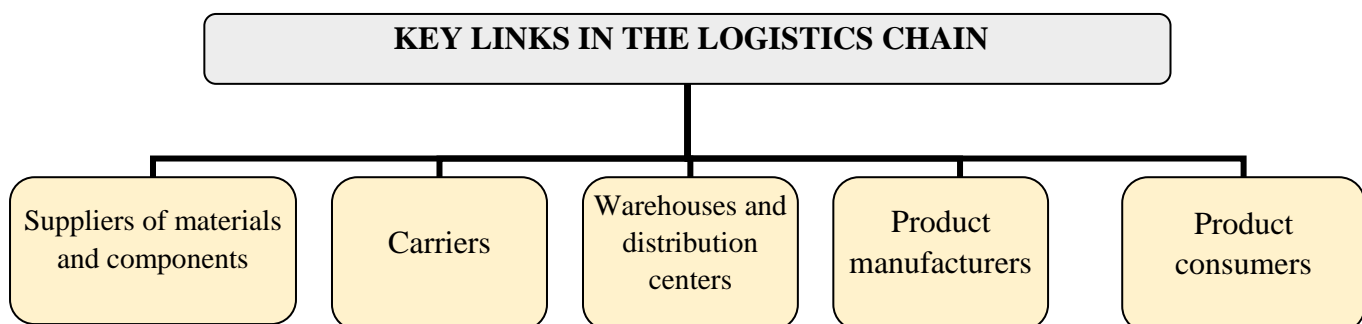 KEY LINKS IN THE LOGISTICS CHAIN
Suppliers of materials
and components
Carriers
Warehouses and
distribution
centers
Product
manufacturers
Product
consumers